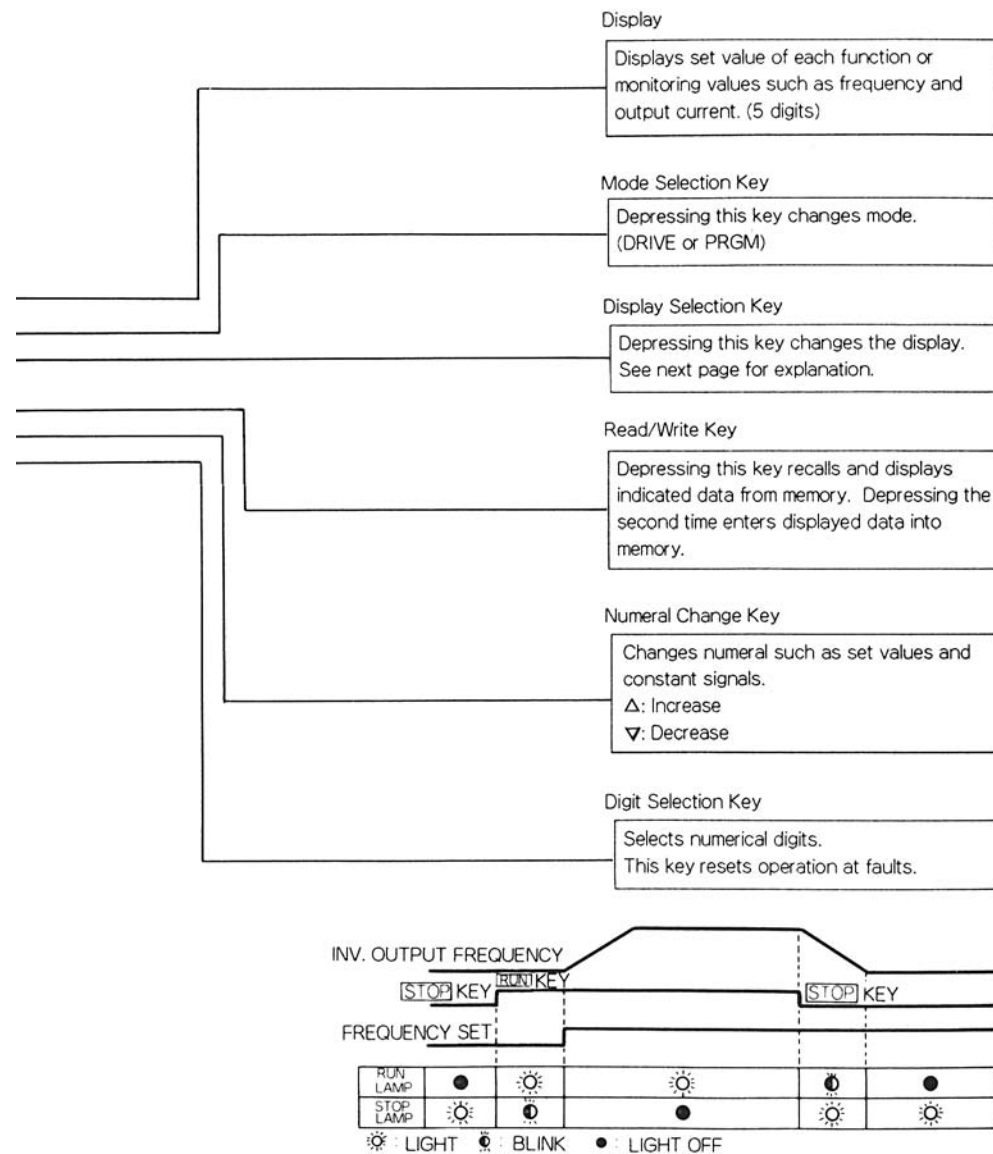 Display
Displays set value of each function or
monitoring values such as frequency and
output current. (5 digits)
Mode Selection Key
Depressing this key changes mode.
(DRIVE or PRGM)
Display Selection Key
Depressing this key changes the display.
See next page for explanation.
Read/Write Key
Depressing this key recalls and displays
indicated data from memory. Depressing the
second time enters displayed data into
memory.
Numeral Change Key
Changes numeral such as set values and
constant signals.
△: Increase
▽: Decrease
Digit Selection Key
Selects numerical digits.
This key resets operation at faults.
INV. OUTPUT FREQUENCY
STOP KEY RUN KEY STOP KEY
FREQUENCY SET
RUN
LAMP
STOP
LAMP
: LIGHT : BLINK ● : LIGHT OFF